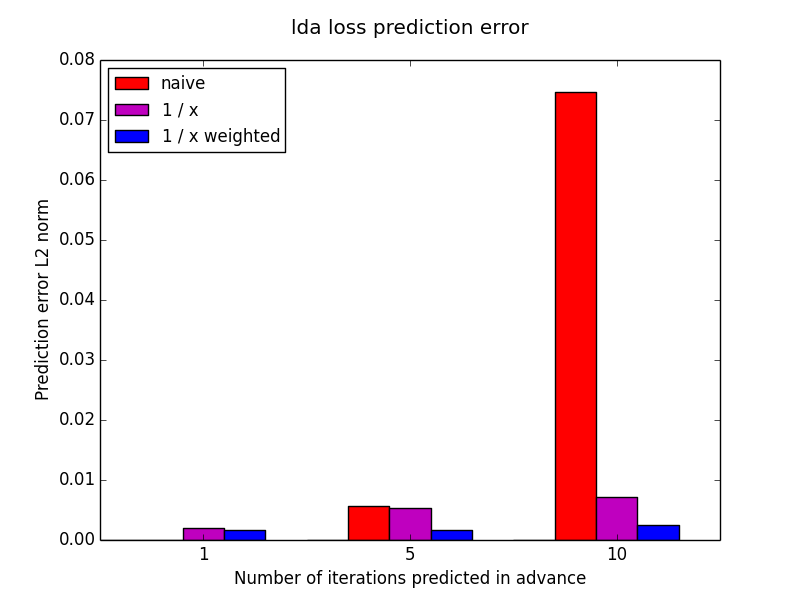 lda loss prediction error
0.08
0.07
0.06
0.05
0.04
0.03
0.02
0.01
0.00
Prediction error L2 norm
naive
1 / x
1 / x weighted
1 5 10
Number of iterations predicted in advance